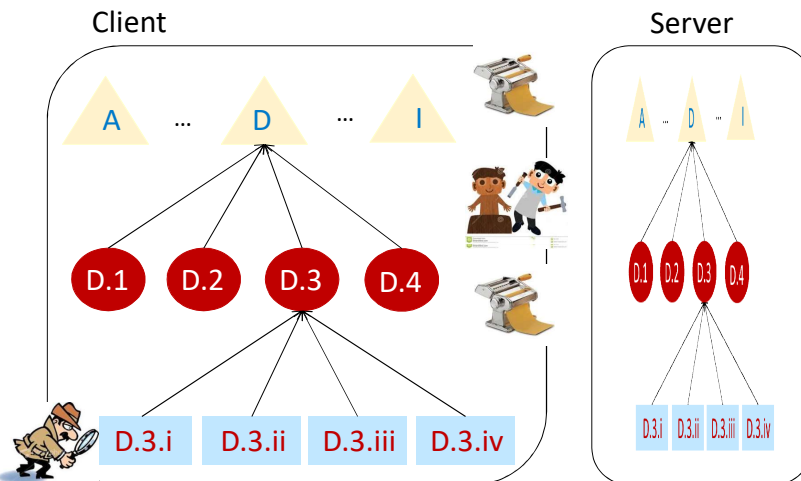 Client
Server
A ... D ... I
A ... D ... I
D.1 D.2 D.3 D.4
D.1 D.2 D.3 D.4
D.3.i D.3.ii D.3.iii D.3.iv
D.3.i D.3.ii D.3.iii D.3.iv